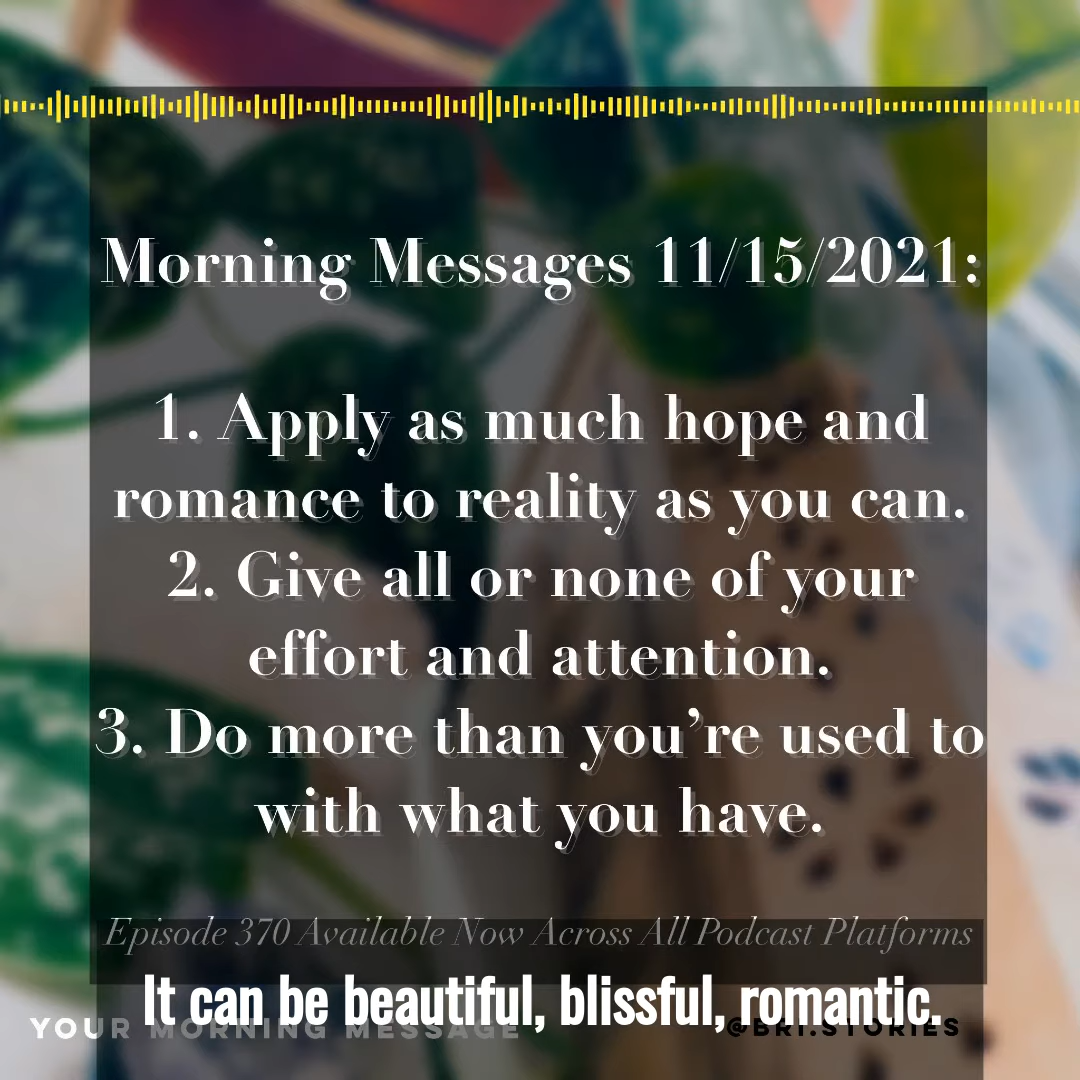 Morning Messages 11/15/2021:
1. Apply as much hope and
romance to reality as you can.
2. Give all or none of your
effort and attention.
3. Do more than you’re used to
with what you have.
Episode 370 Available Now Across All Podcast Platforms
It can be beautiful, blissful, romantic.
YOUR MORNING MESSAGE @BRI.STORIES